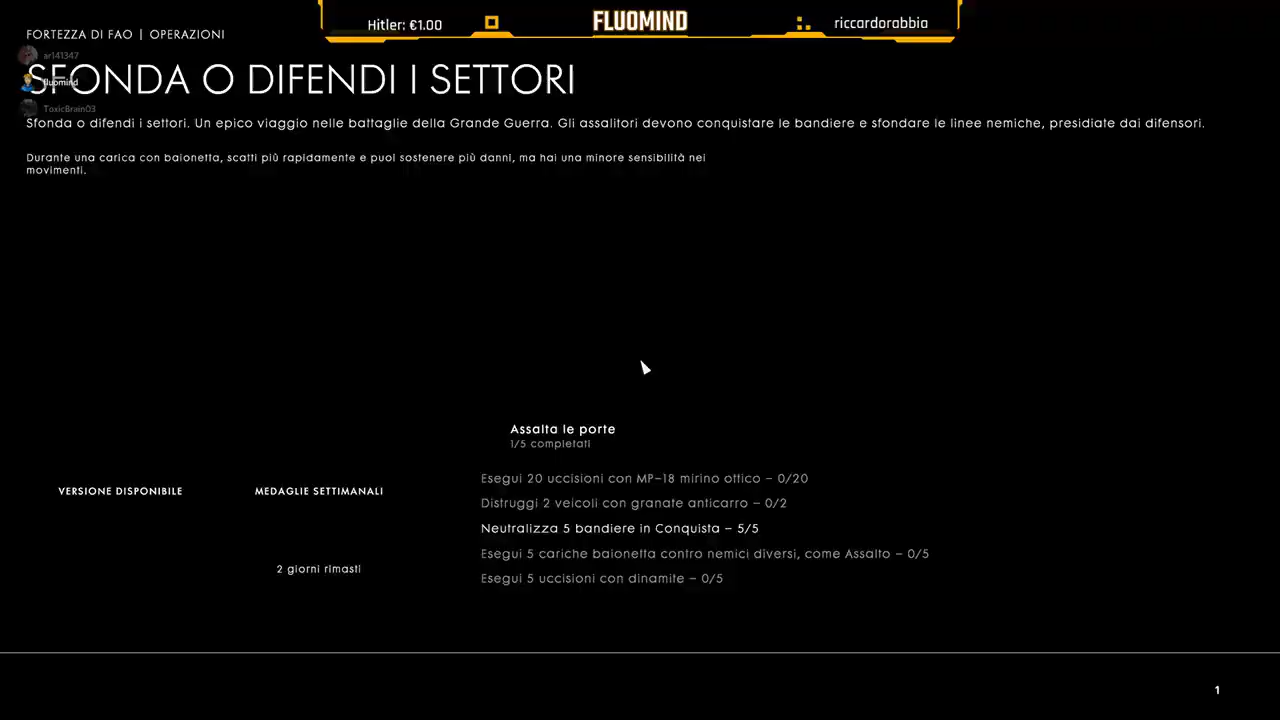 Hitler: €1.00
FLUOMIND
riccardorabbia
FORTEZZA DI FAO | OPERAZIONI
ar141347
SFONDA O DIFENDI I SETTORI
fluomind
ToxicBrain03
Sfonda o difendi i settori. Un epico viaggio nelle battaglie della Grande Guerra. Gli assalitori devono conquistare le bandiere e sfondare le linee nemiche, presidiate dai difensori.
Durante una carica con baionetta, scatti più rapidamente e puoi sostenere più danni, ma hai una minore sensibilità nei
movimenti.
Assalta le porte
1/5 completati
Esegui 20 uccisioni con MP-18 mirino ottico – 0/20
VERSIONE DISPONIBILE
MEDAGLIE SETTIMANALI
Distruggi 2 veicoli con granate anticarro – 0/2
Neutralizza 5 bandiere in Conquista – 5/5
Esegui 5 cariche baionetta contro nemici diversi, come Assalto – 0/5
2 giorni rimasti
Esegui 5 uccisioni con dinamite – 0/5
1